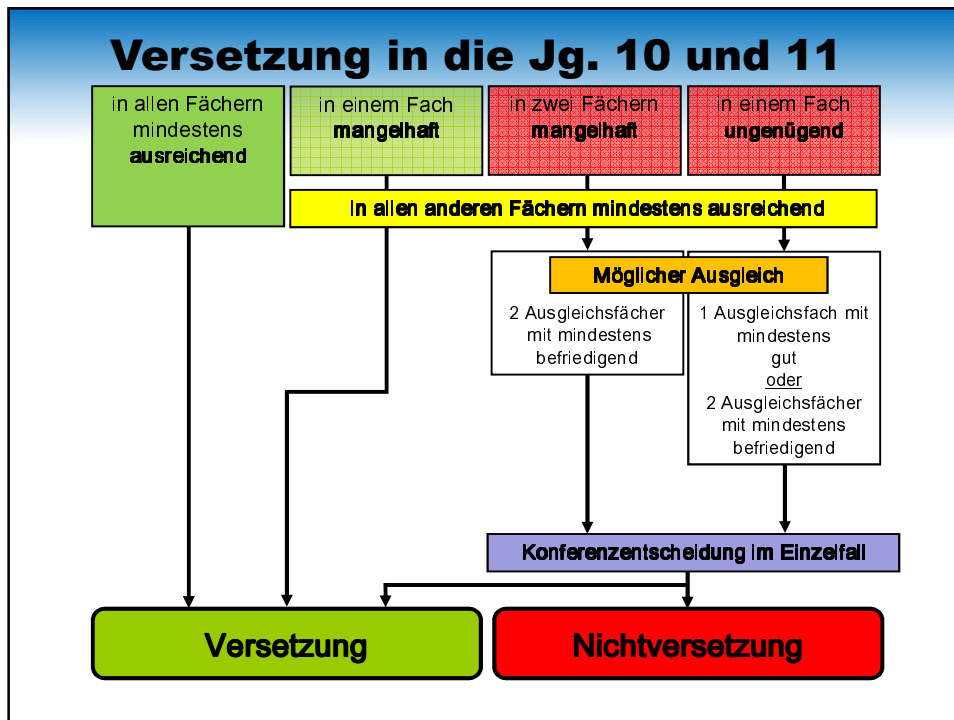 Versetzung in die Jg. 10 und 11
in allen Fächern
mindestens
ausreichend
in einem Fach
mangelhaft
in zwei Fächern
mangelhaft
in einem Fach
ungenügend
in allen anderen Fächern mindestens ausreichend
Möglicher Ausgleich
2 Ausgleichsfächer
mit mindestens
befriedigend
1 Ausgleichsfach mit
mindestens
gut
oder
2 Ausgleichsfächer
mit mindestens
befriedigend
Konferenzentscheidung im Einzelfall
Versetzung
Nichtversetzung